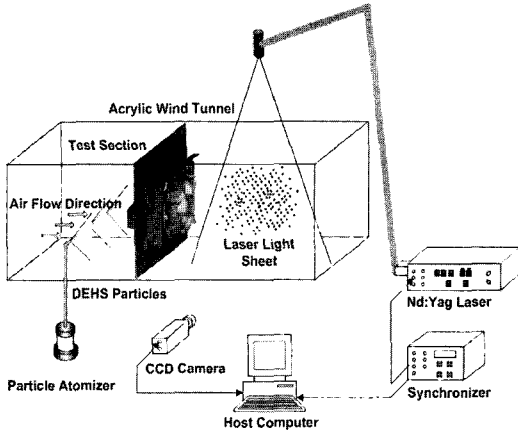 Acrylic Wind Tunnel
Test Section
Air Flow Direction
Laser Light
Sheet
DEHS Particles
Nd:Yag Laser
Particle Atomizer
CCD Camera
Synchronizer
Host Computer